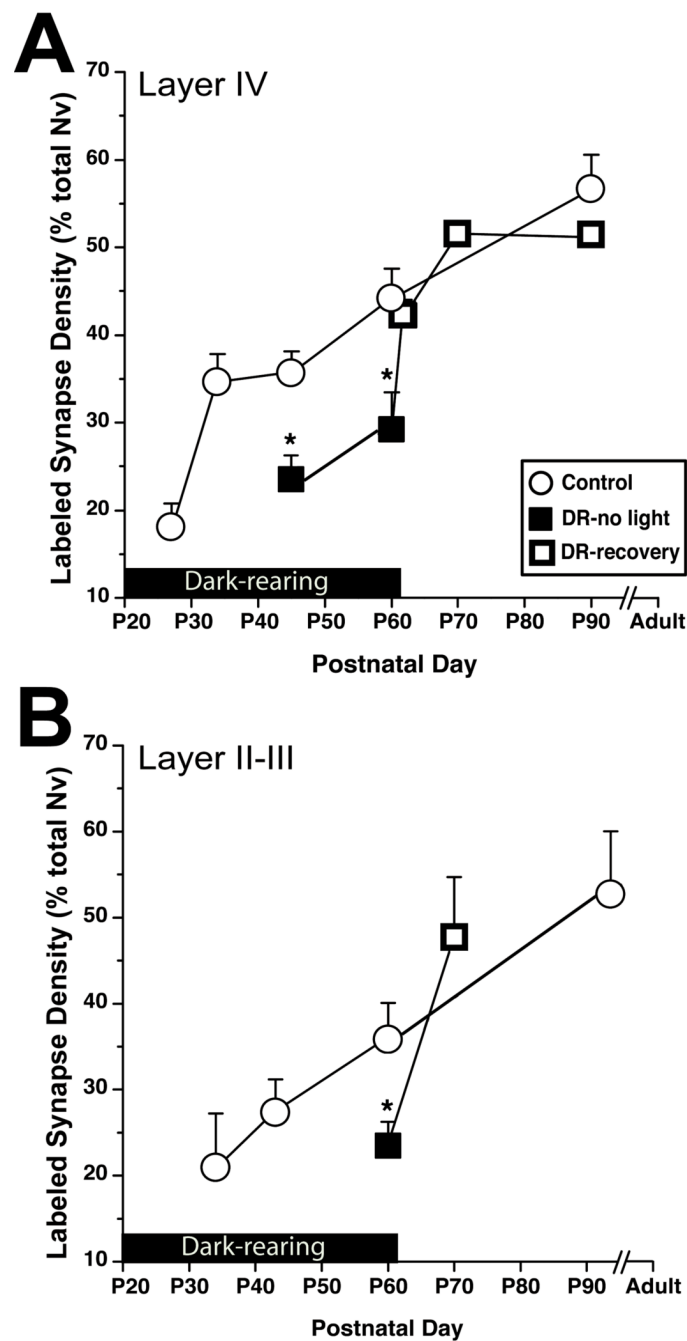 A
Layer IV
Labeled Synapse Density (% total Nv)
70
60
50
40
30
20
10
*
*
Control
DR-no light
DR-recovery
Dark-rearing
P20 P30 P40 P50 P60 P70 P80 P90 Adult
Postnatal Day
B
Layer II-III
Labeled Synapse Density (% total Nv)
70
60
50
40
30
20
10
*
Dark-rearing
P20 P30 P40 P50 P60 P70 P80 P90 Adult
Postnatal Day